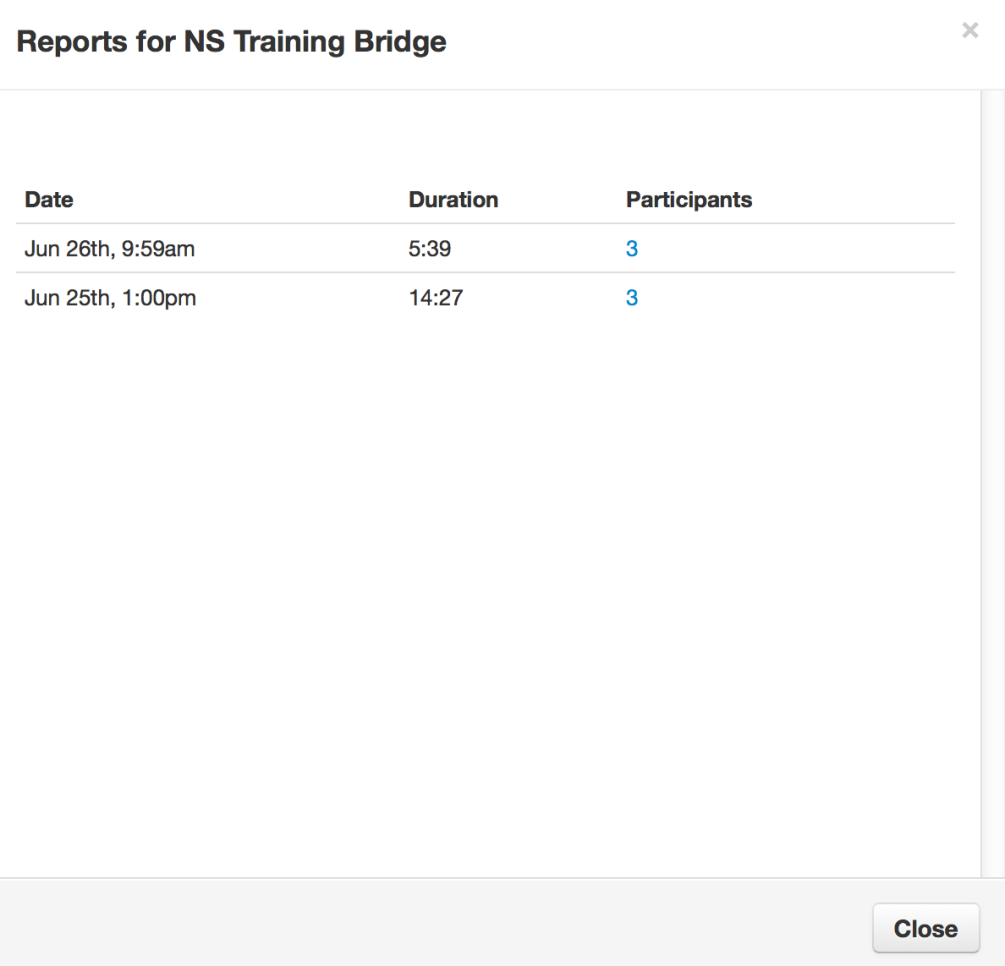 Reports for NS Training Bridge
×
Date Duration Participants
Jun 26th, 9:59am 5:39 3
Jun 25th, 1:00pm 14:27 3
Close